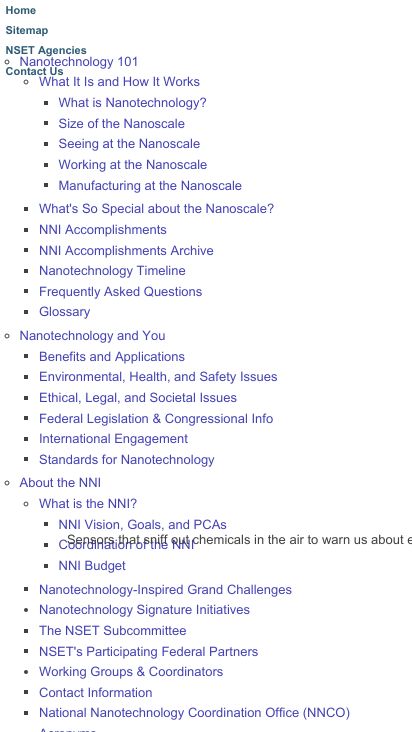 Home
Sitemap
NSET Agencies
Nanotechnology 101
Contact Us
What It Is and How It Works
What is Nanotechnology?
Size of the Nanoscale
Seeing at the Nanoscale
Working at the Nanoscale
Manufacturing at the Nanoscale
What's So Special about the Nanoscale?
NNI Accomplishments
NNI Accomplishments Archive
Nanotechnology Timeline
Frequently Asked Questions
Glossary
Nanotechnology and You
Benefits and Applications
Environmental, Health, and Safety Issues
Ethical, Legal, and Societal Issues
Federal Legislation & Congressional Info
International Engagement
Standards for Nanotechnology
About the NNI
What is the NNI?
NNI Vision, Goals, and PCAs
Sensors that sniff out chemicals in the air to warn us about e
Coordination of the NNI
NNI Budget
Nanotechnology-Inspired Grand Challenges
Nanotechnology Signature Initiatives
The NSET Subcommittee
NSET's Participating Federal Partners
Working Groups & Coordinators
Contact Information
National Nanotechnology Coordination Office (NNCO)